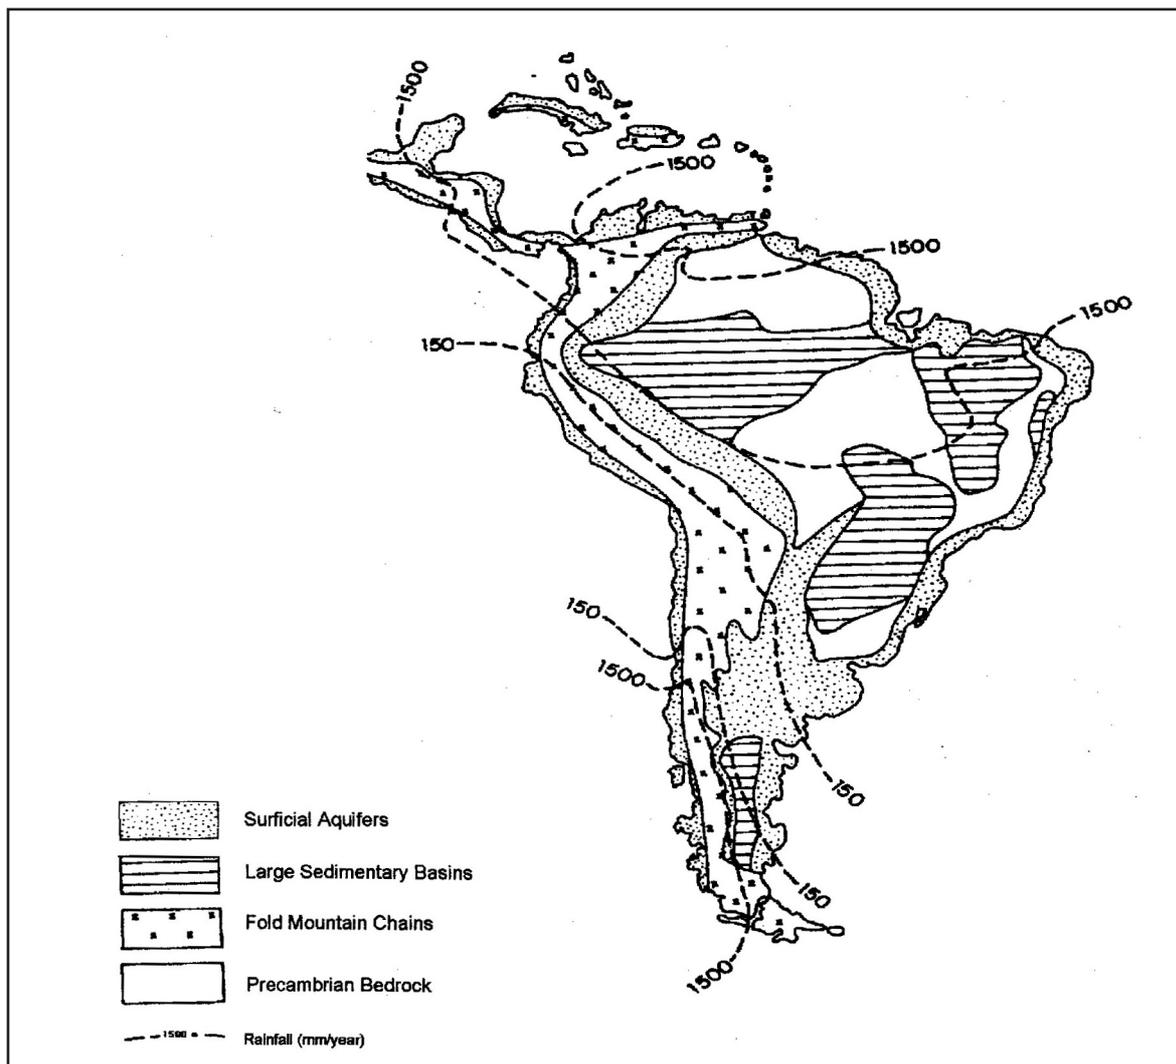 1500
1500
1500
1500
150
150
1500
150
150
1500
Surficial Aquifers
Large Sedimentary Basins
Fold Mountain Chains
Precambrian Bedrock
1500 Rainfall (mm/year)